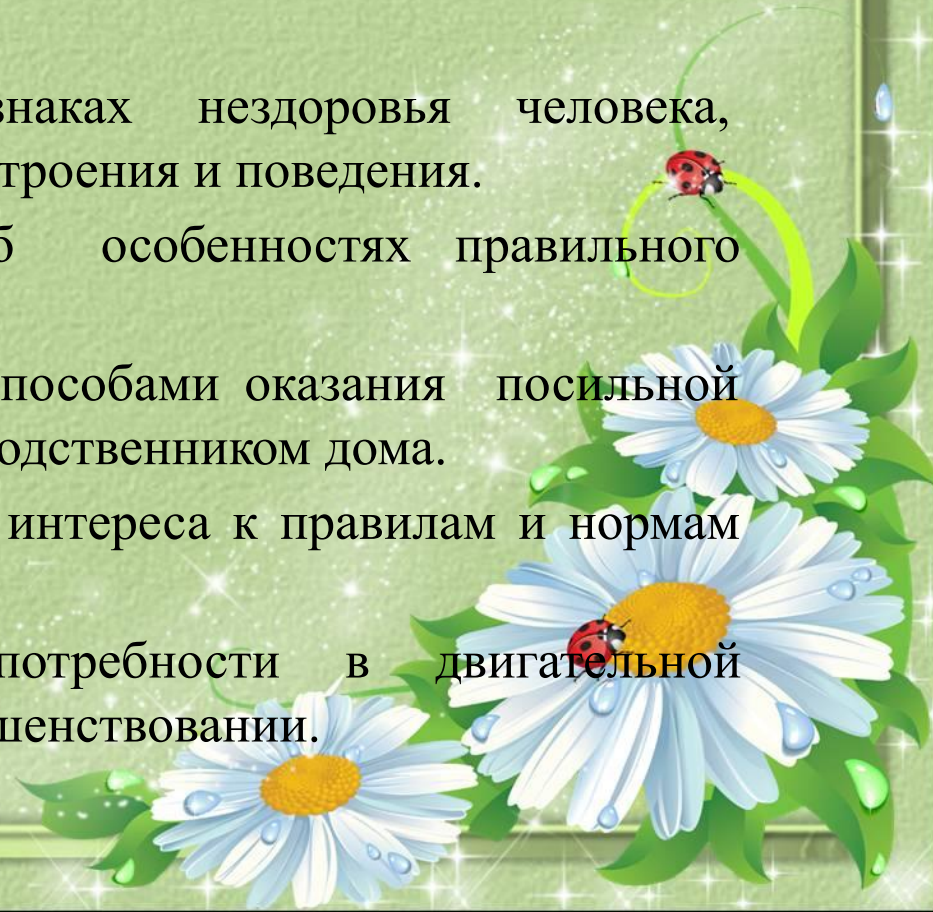 знаках нездоровья человека,
троения и поведения.
б особенностях правильного
пособами оказания посильной
одственником дома.
интереса к правилам и нормам
потребности в двигательной
шенствовании.